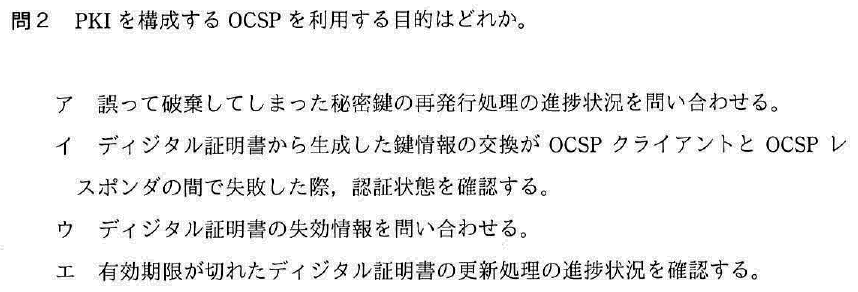 問2 PKIを構成するOCSPを利用する目的はどれか。
ア 誤って破棄してしまった秘密鍵の再発行処理の進捗状況を問い合わせる。
イ ディジタル証明書から生成した鍵情報の交換が OCSP クライアントと OCSP レ
スポンダの間で失敗した際，認証状態を確認する。
ウ ディジタル証明書の失効情報を問い合わせる。
エ 有効期限が切れたディジタル証明書の更新処理の進捗状況を確認する。